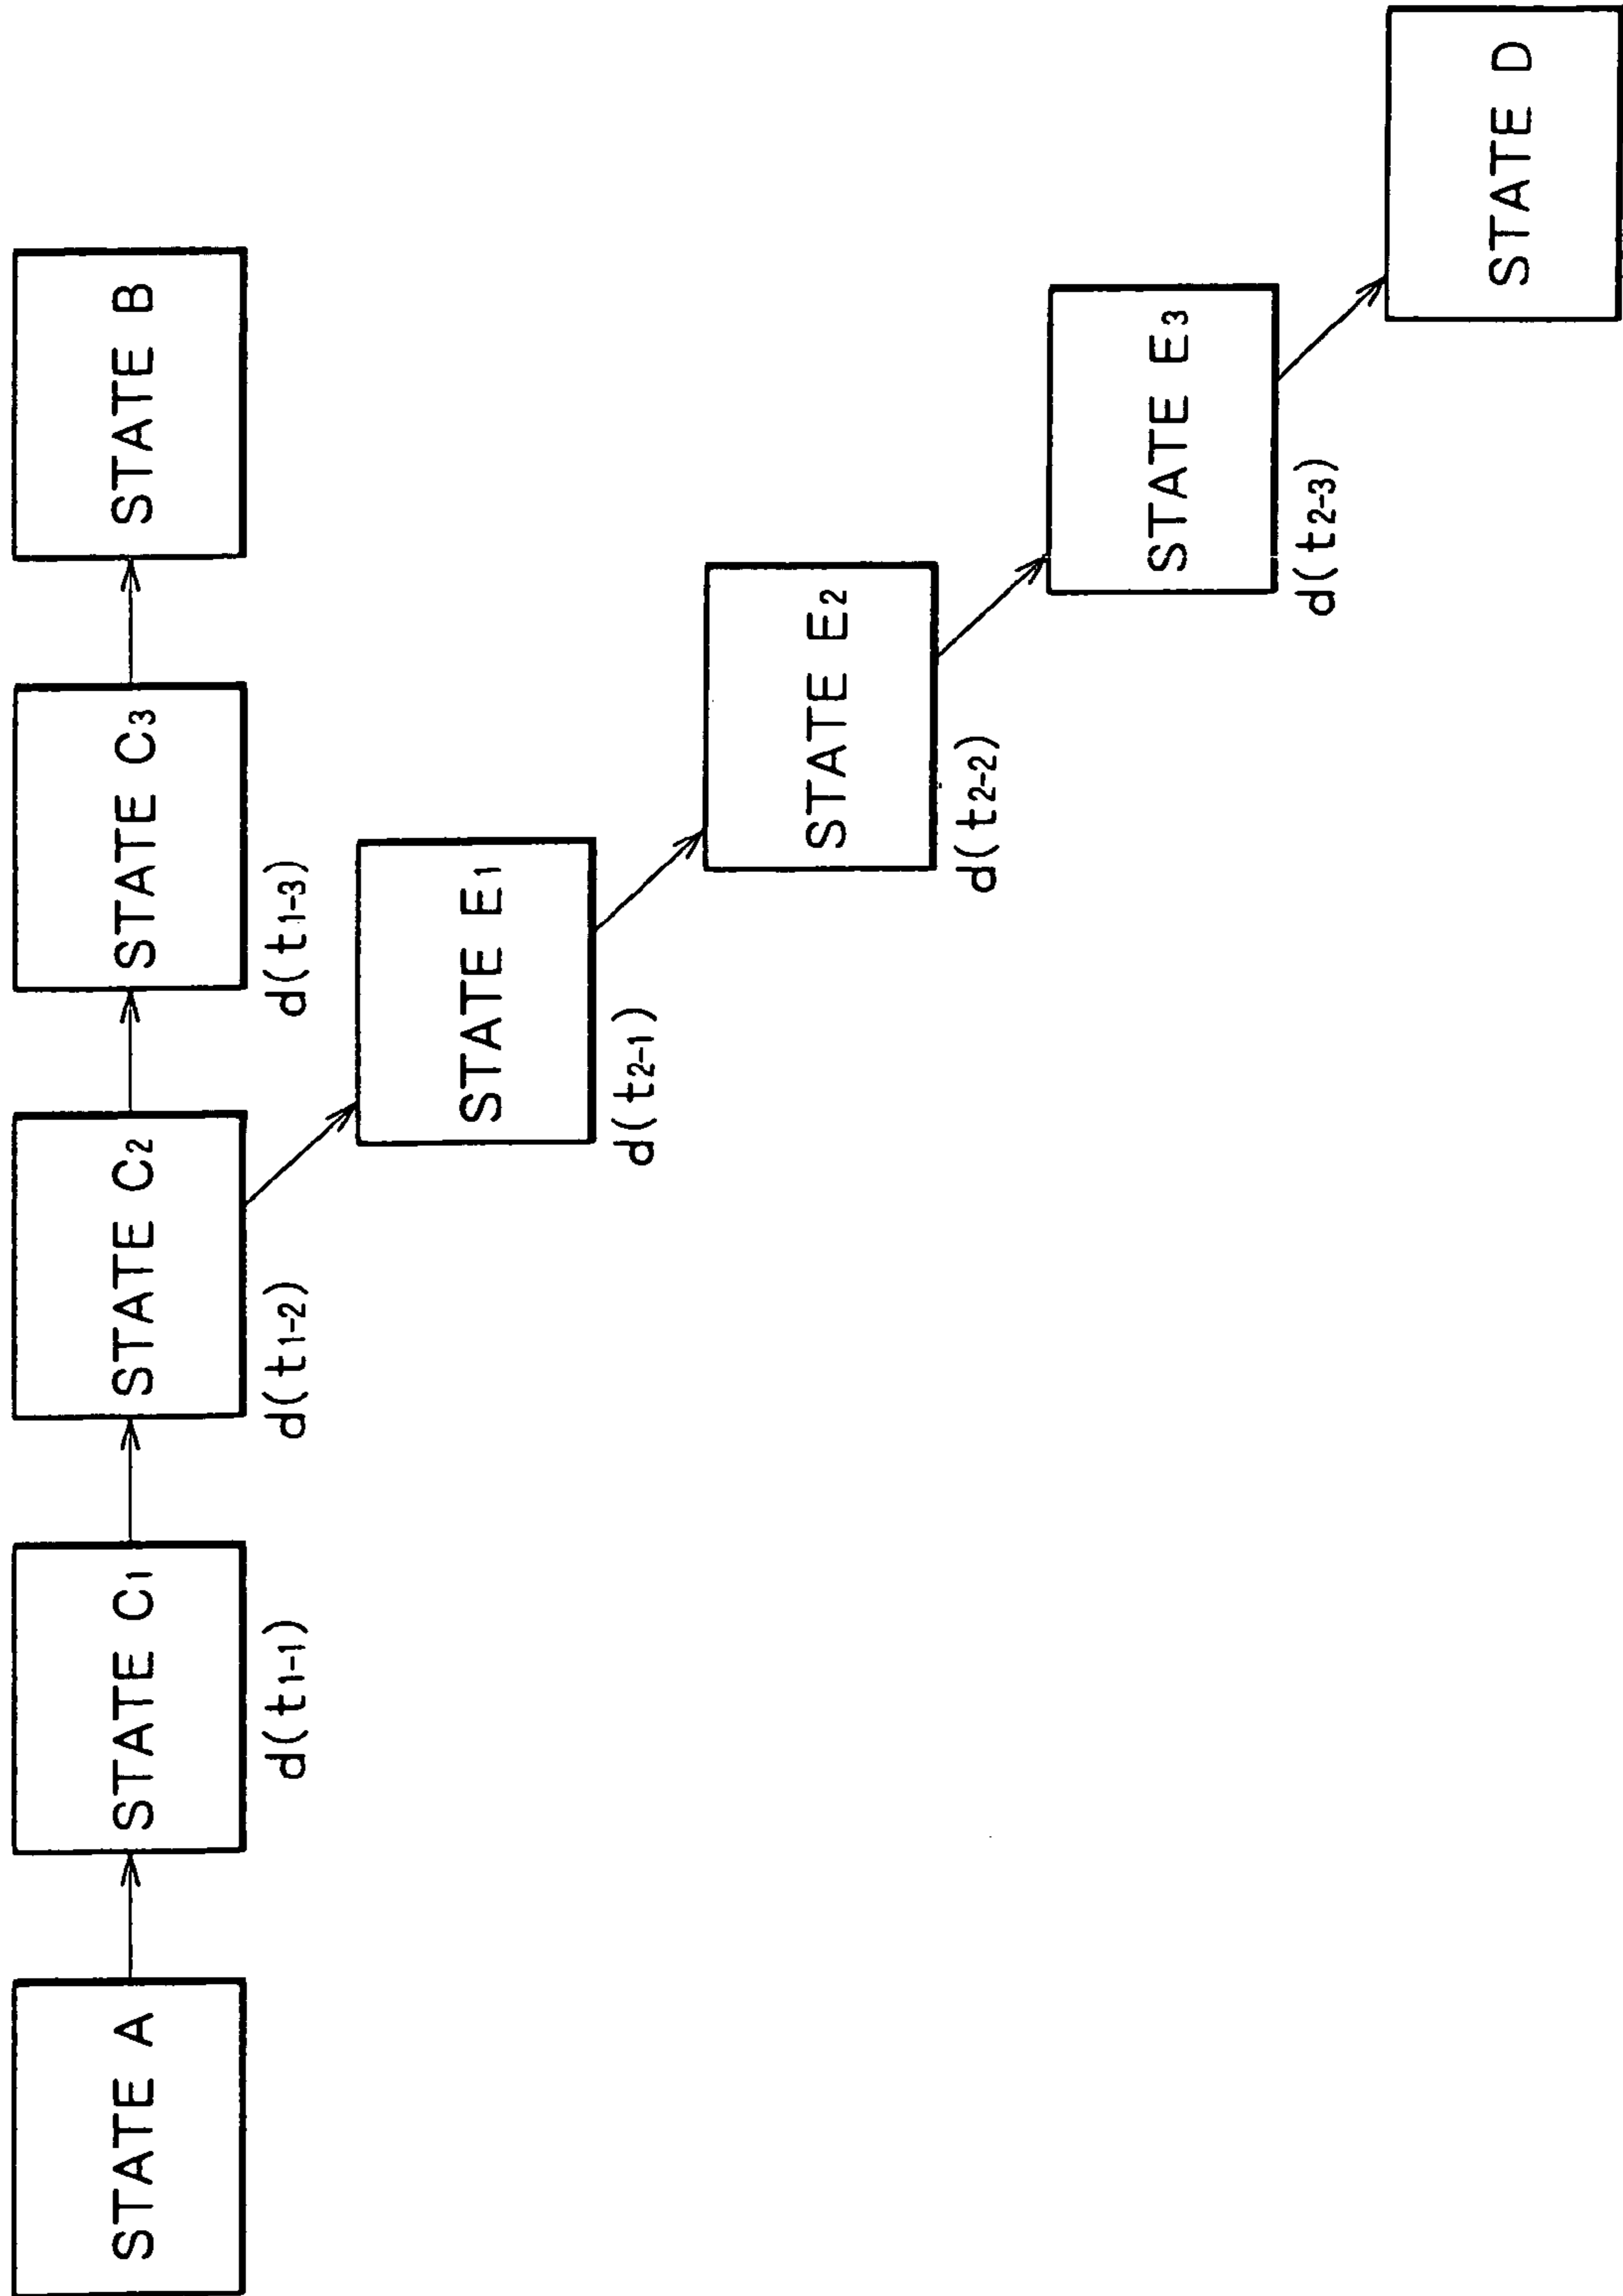 STATE A
STATE C1
STATE C2
STATE C3
STATE B
d(t1-1)
d(t1-2)
d(t1-3)
STATE E1
d(t2-1)
STATE E2
d(t2-2)
STATE E3
d(t2-3)
STATE D